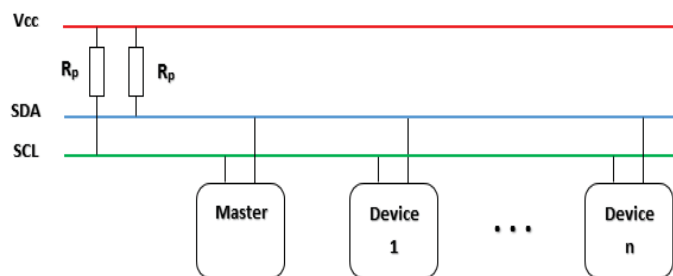 Vcc
Rp
Rp
SDA
SCL
Master
Device
1
...
Device
n